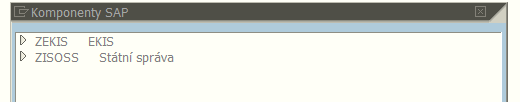 Komponenty SAP
ZEKIS EKIS
ZISOSS Státní správa